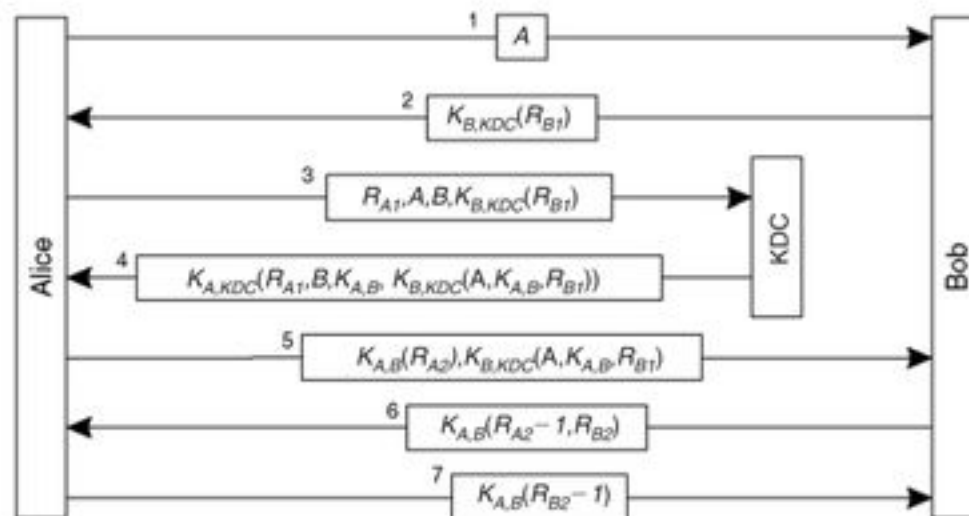 1
A
2
K_{B,KDC}(R_{B1})
3
R_{A1},A,B,K_{B,KDC}(R_{B1})
4
K_{A,KDC}(R_{A1},B,K_{A,B}, K_{B,KDC}(A,K_{A,B},R_{B1}))
5
K_{A,B}(R_{A2}),K_{B,KDC}(A,K_{A,B},R_{B1})
6
K_{A,B}(R_{A2}−1,R_{B2})
7
K_{A,B}(R_{B2}−1)
Alice
KDC
Bob